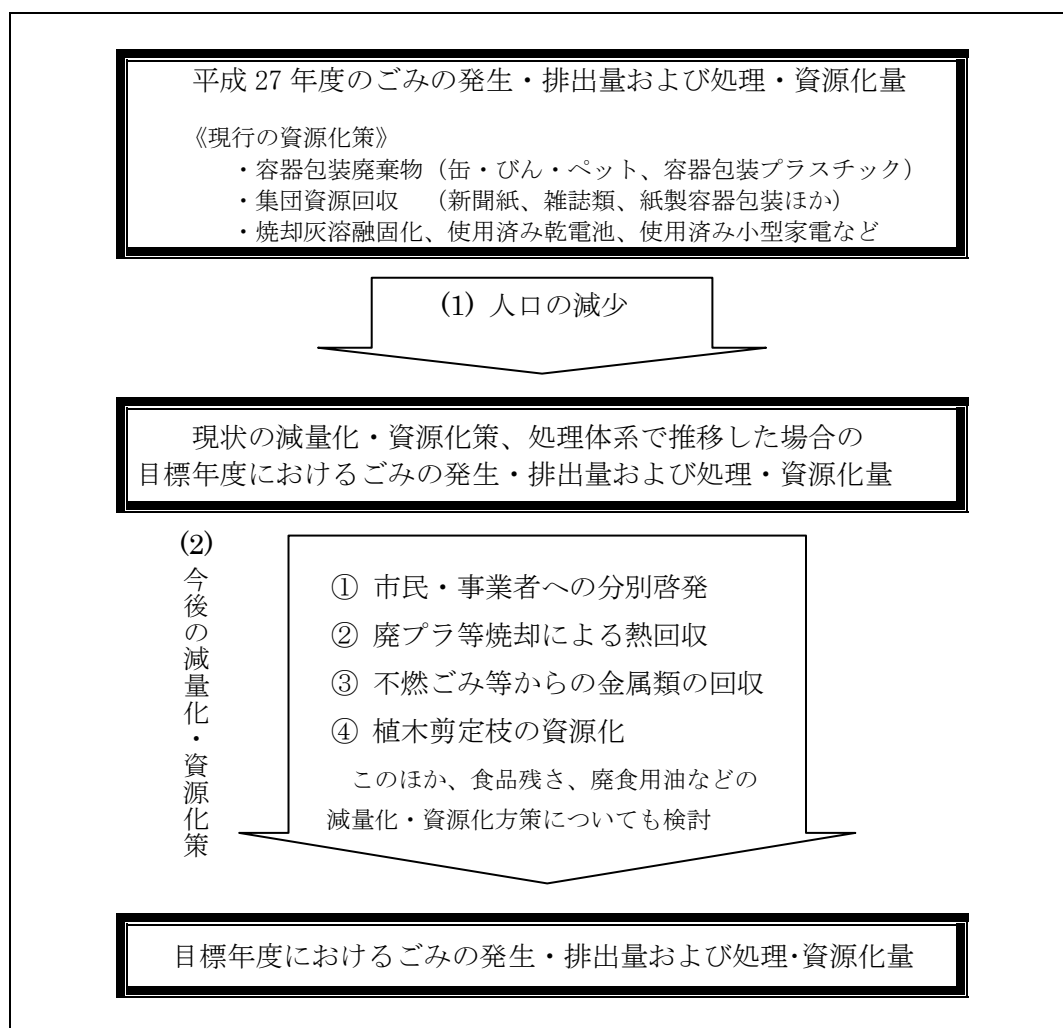 平成 27 年度のごみの発生・排出量および処理・資源化量
《現行の資源化策》
・容器包装廃棄物（缶・びん・ペット、容器包装プラスチック）
・集団資源回収　（新聞紙、雑誌類、紙製容器包装ほか）
・焼却灰溶融固化、使用済み乾電池、使用済み小型家電など
(1) 人口の減少
現状の減量化・資源化策、処理体系で推移した場合の
目標年度におけるごみの発生・排出量および処理・資源化量
(2)
今後の減量化・資源化策
① 市民・事業者への分別啓発
② 廃プラ等焼却による熱回収
③ 不燃ごみ等からの金属類の回収
④ 植木剪定枝の資源化
このほか、食品残さ、廃食用油などの
減量化・資源化方策についても検討
目標年度におけるごみの発生・排出量および処理･資源化量